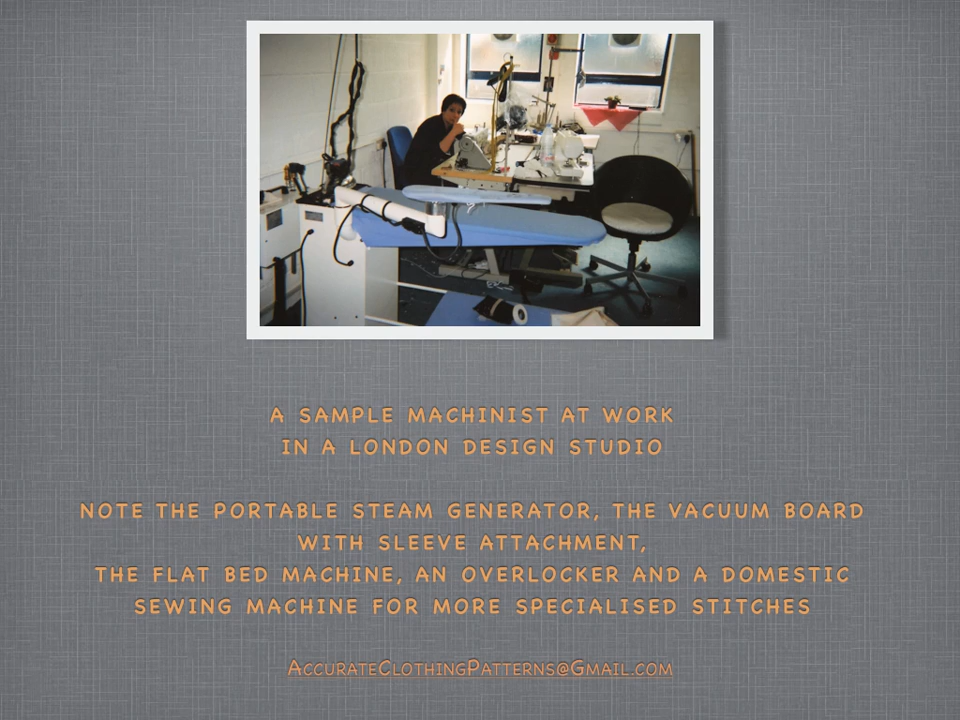 A SAMPLE MACHINIST AT WORK
IN A LONDON DESIGN STUDIO
NOTE THE PORTABLE STEAM GENERATOR, THE VACUUM BOARD
WITH SLEEVE ATTACHMENT,
THE FLAT BED MACHINE, AN OVERLOCKER AND A DOMESTIC
SEWING MACHINE FOR MORE SPECIALISED STITCHES
AccurateClothingPatterns@Gmail.com